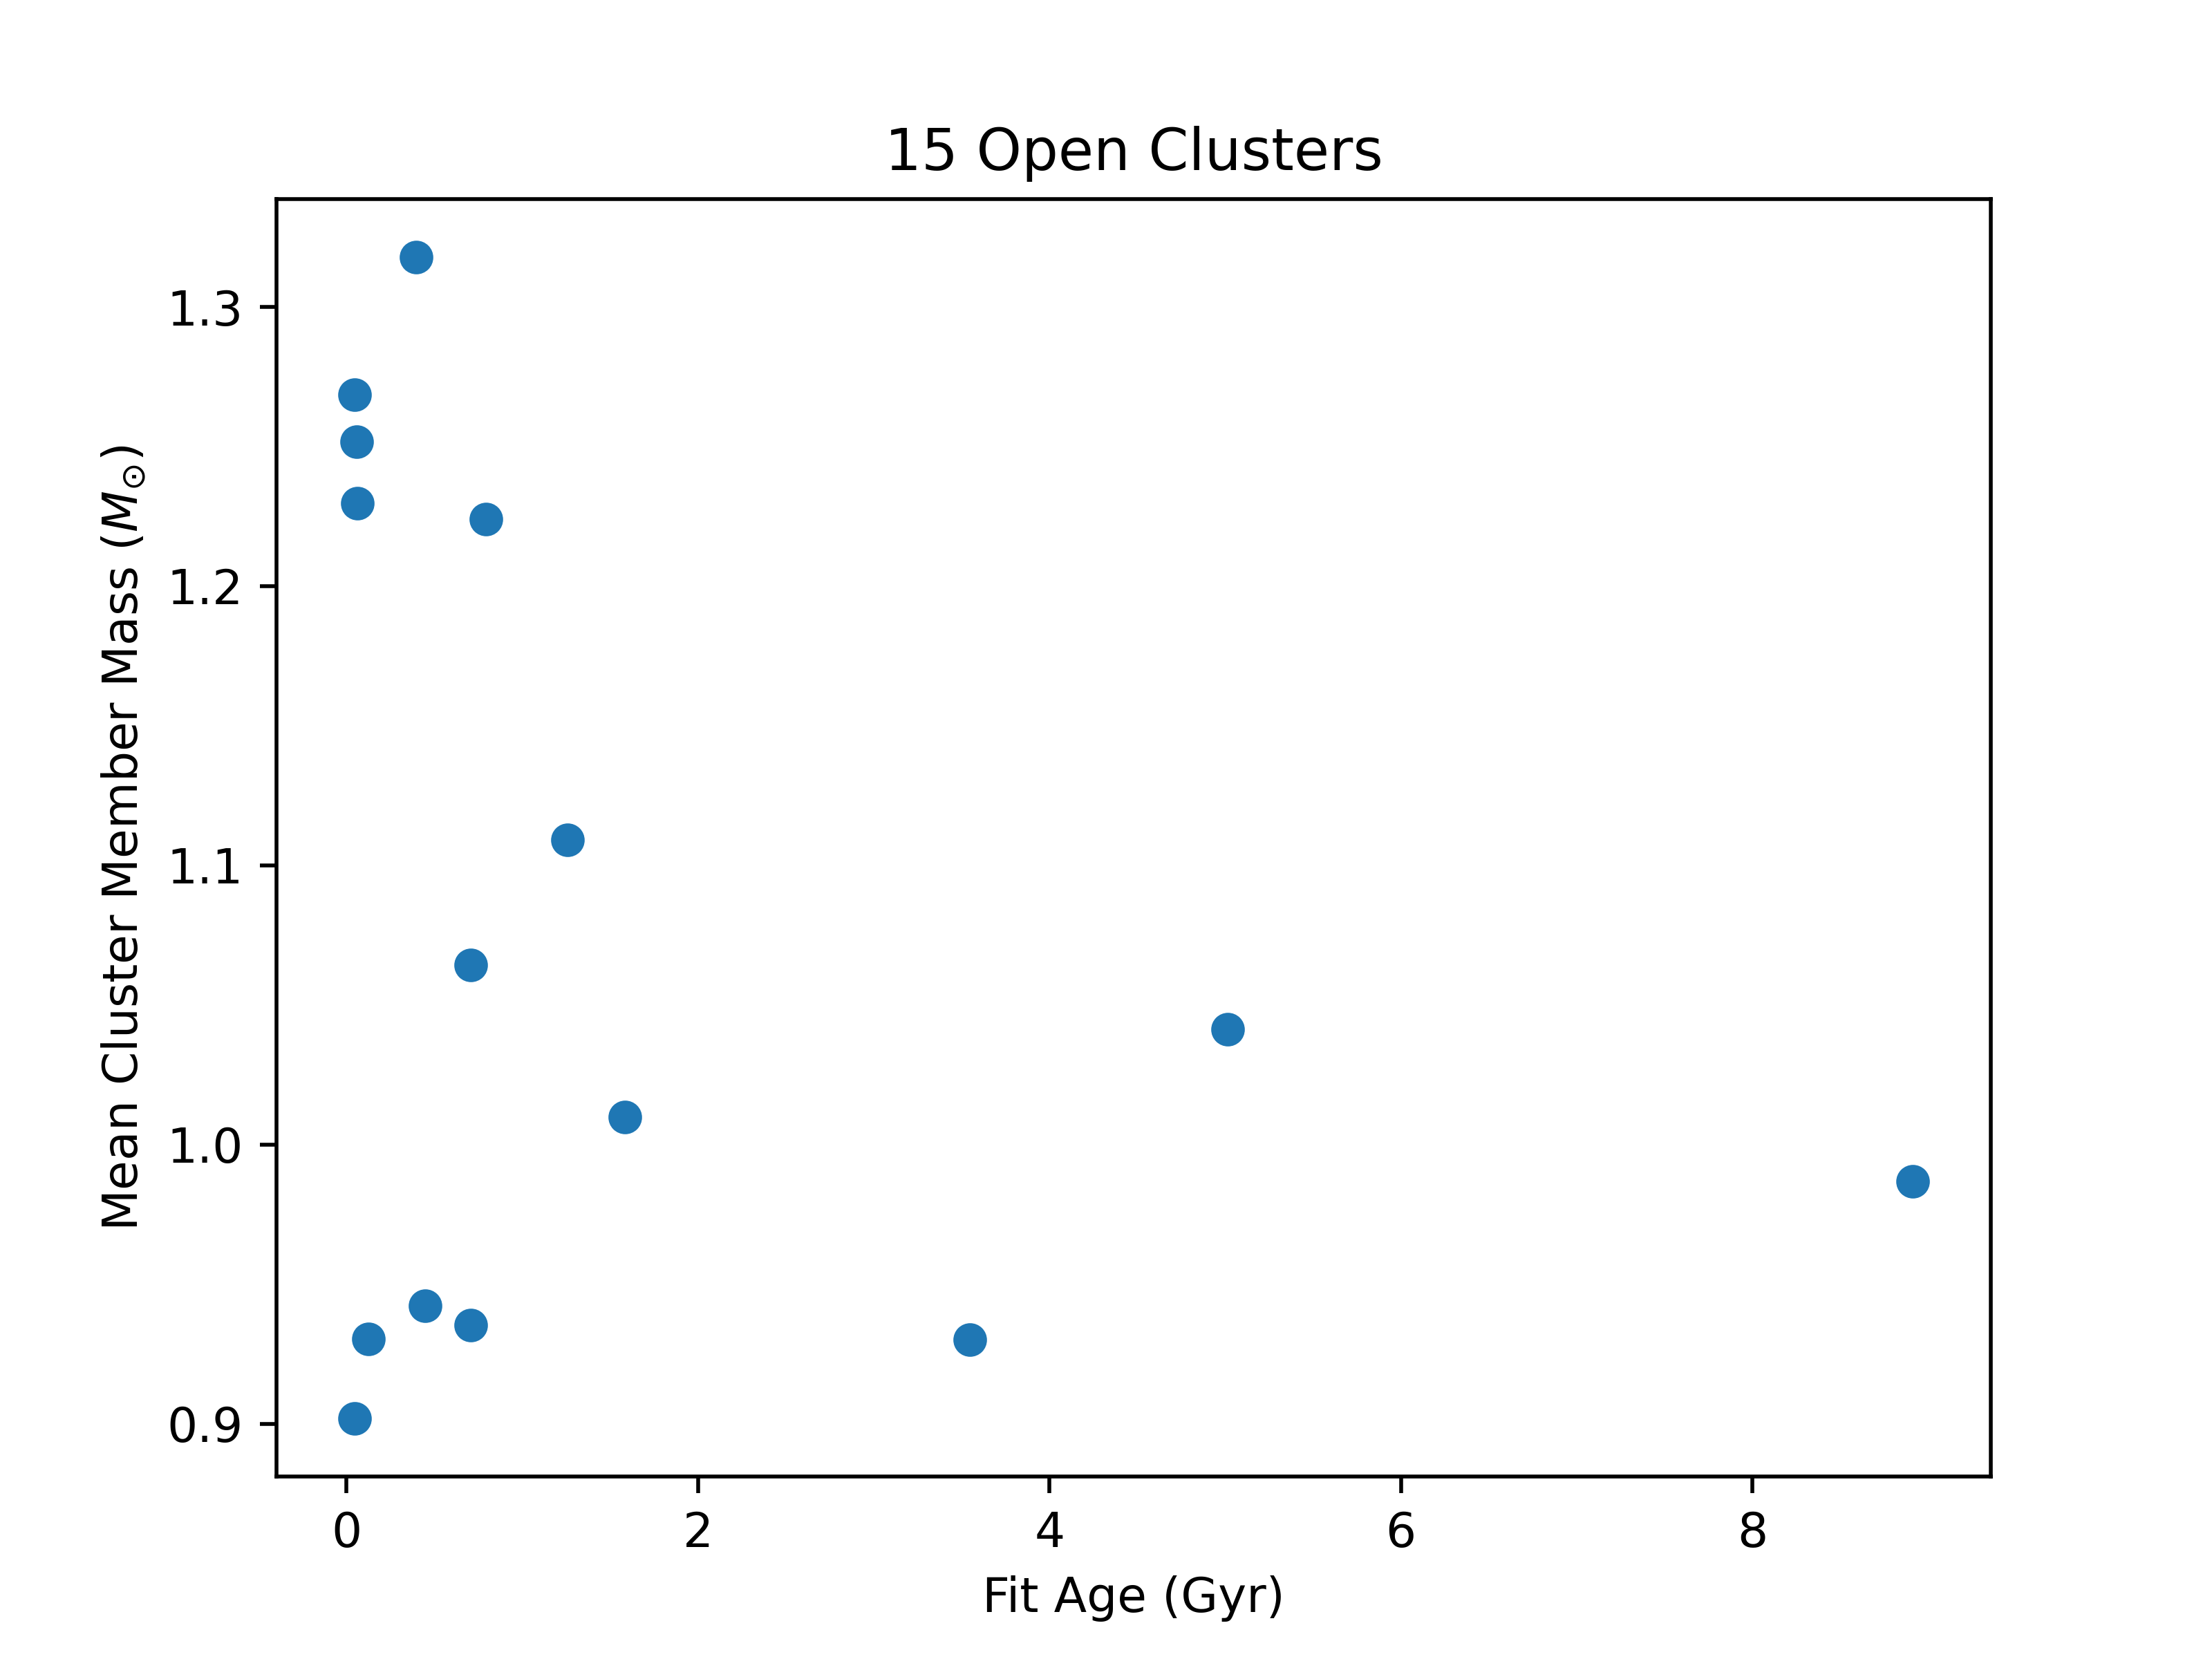 15 Open Clusters
Mean Cluster Member Mass (M☉)
1.3
1.2
1.1
1.0
0.9
0 2 4 6 8
Fit Age (Gyr)